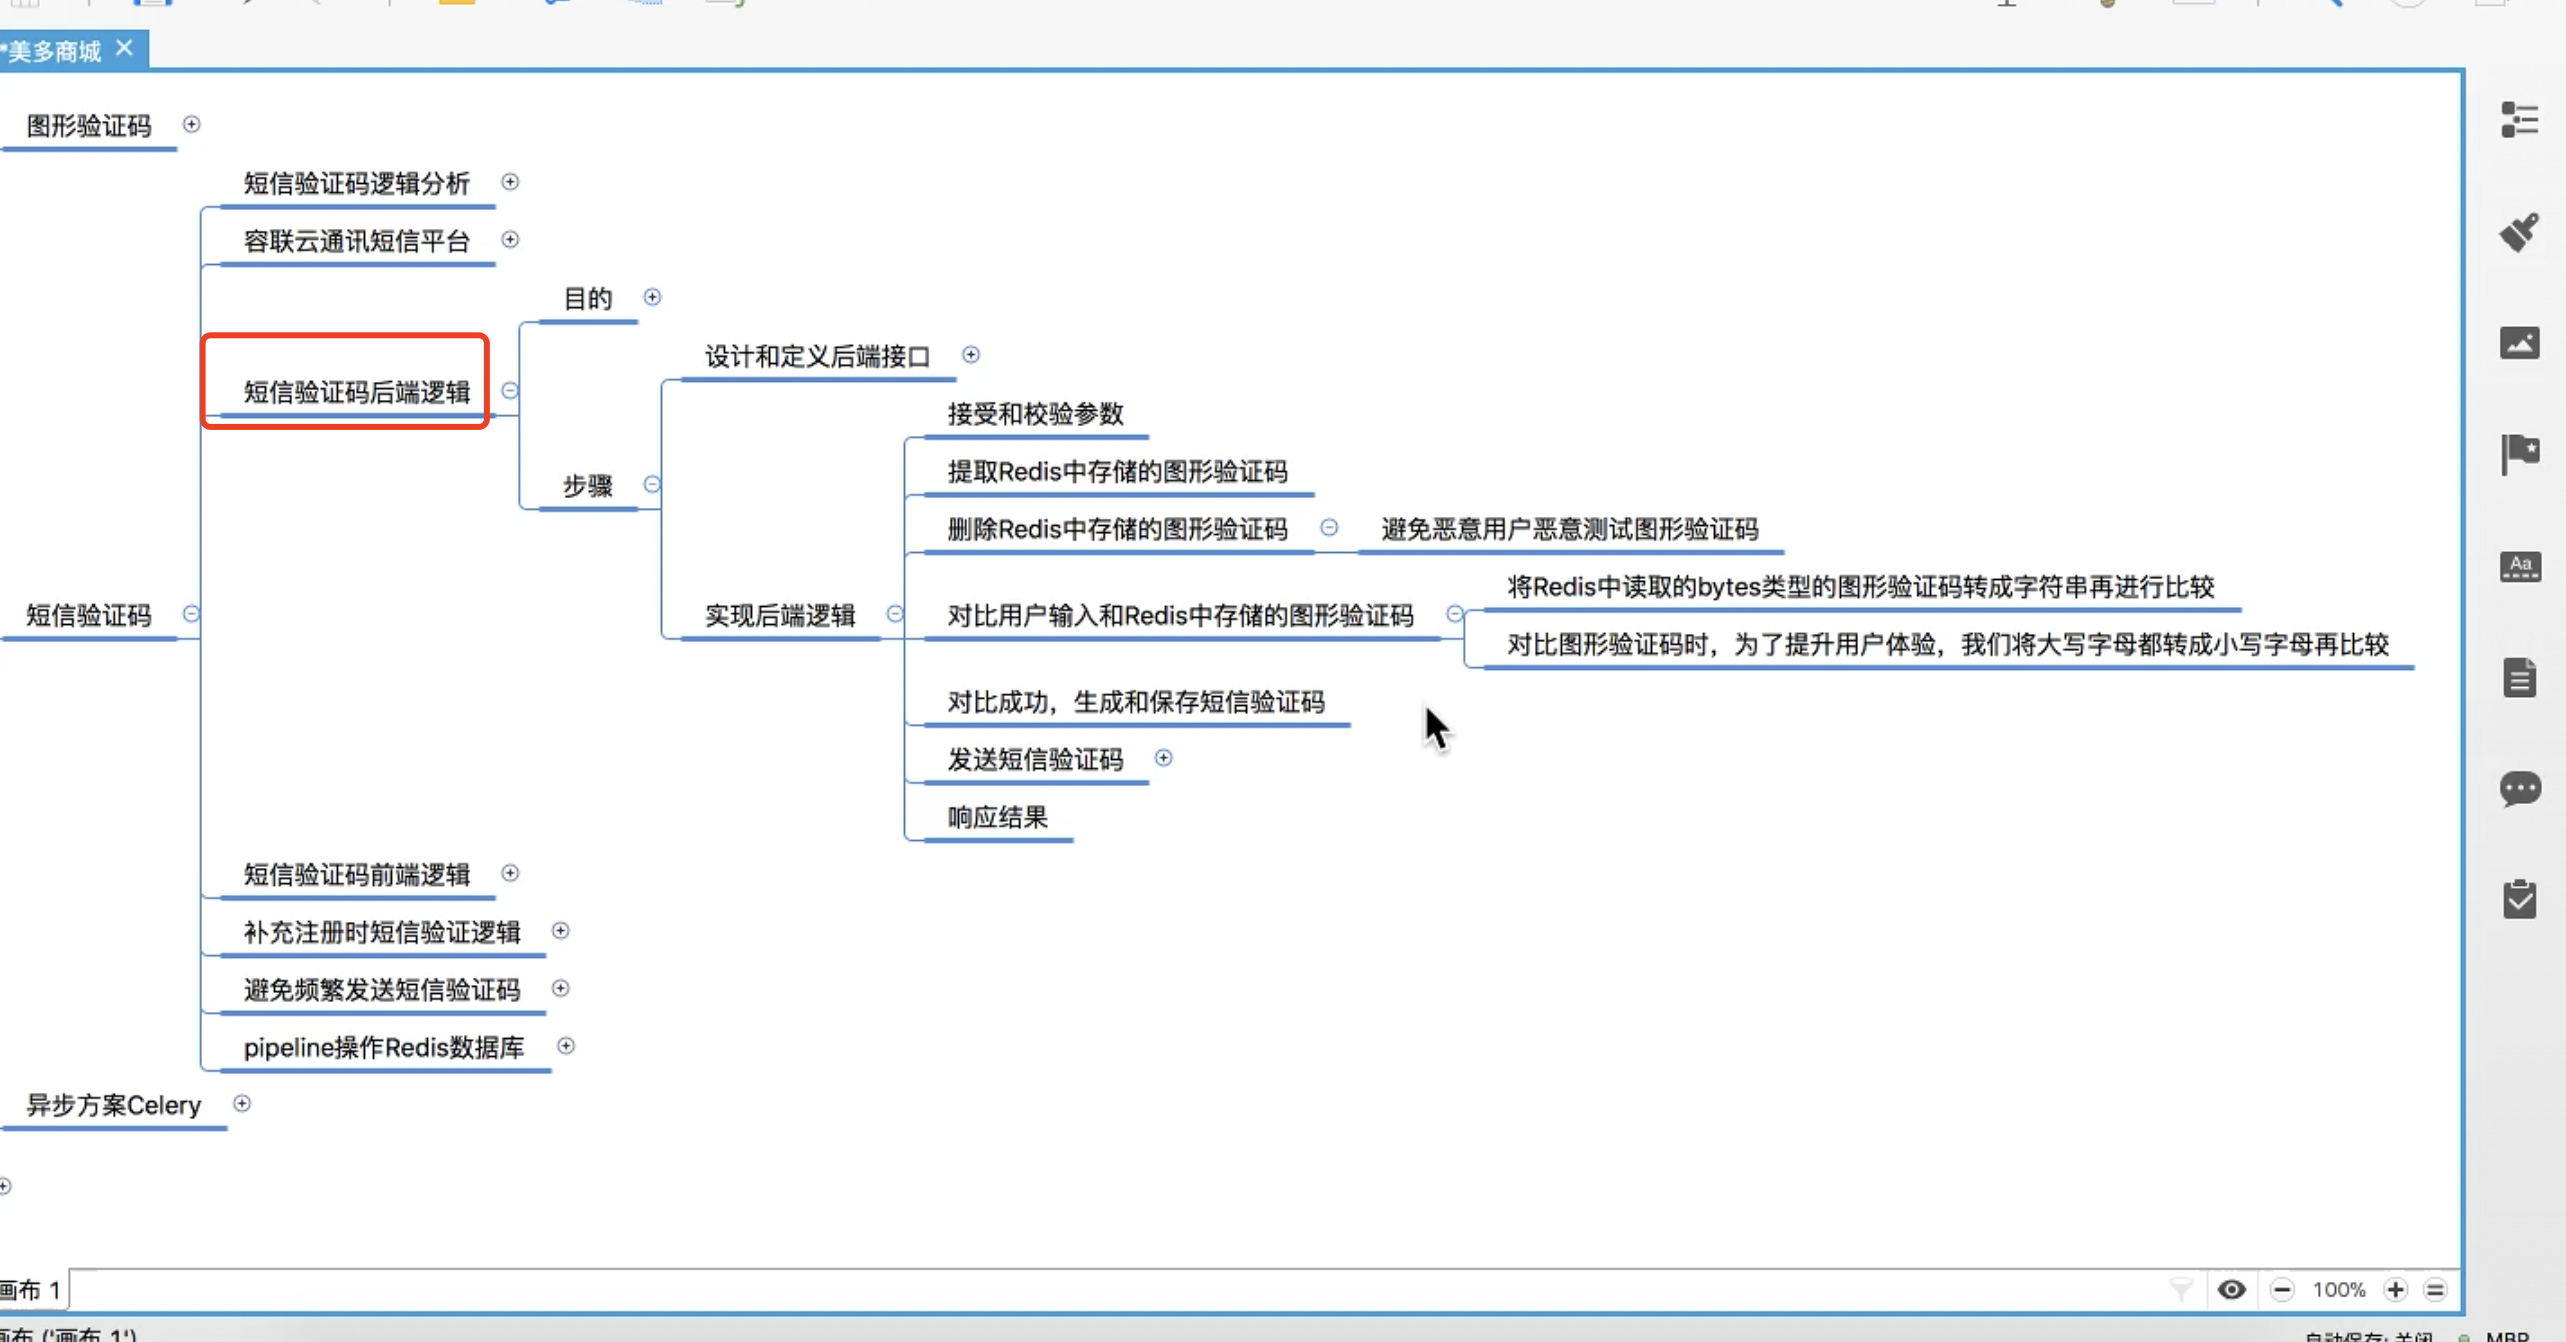 *美多商城
图形验证码
短信验证码逻辑分析
容联云通讯短信平台
目的
设计和定义后端接口
短信验证码后端逻辑
接受和校验参数
提取Redis中存储的图形验证码
步骤
删除Redis中存储的图形验证码
避免恶意用户恶意测试图形验证码
将Redis中读取的bytes类型的图形验证码转成字符串再进行比较
短信验证码
实现后端逻辑
对比用户输入和Redis中存储的图形验证码
对比图形验证码时，为了提升用户体验，我们将大写字母都转成小写字母再比较
对比成功，生成和保存短信验证码
发送短信验证码
响应结果
短信验证码前端逻辑
补充注册时短信验证逻辑
避免频繁发送短信验证码
pipeline操作Redis数据库
异步方案Celery
Aa
画布 1
100%
画布 ('画布 1')
自动保存: 关闭
MBP